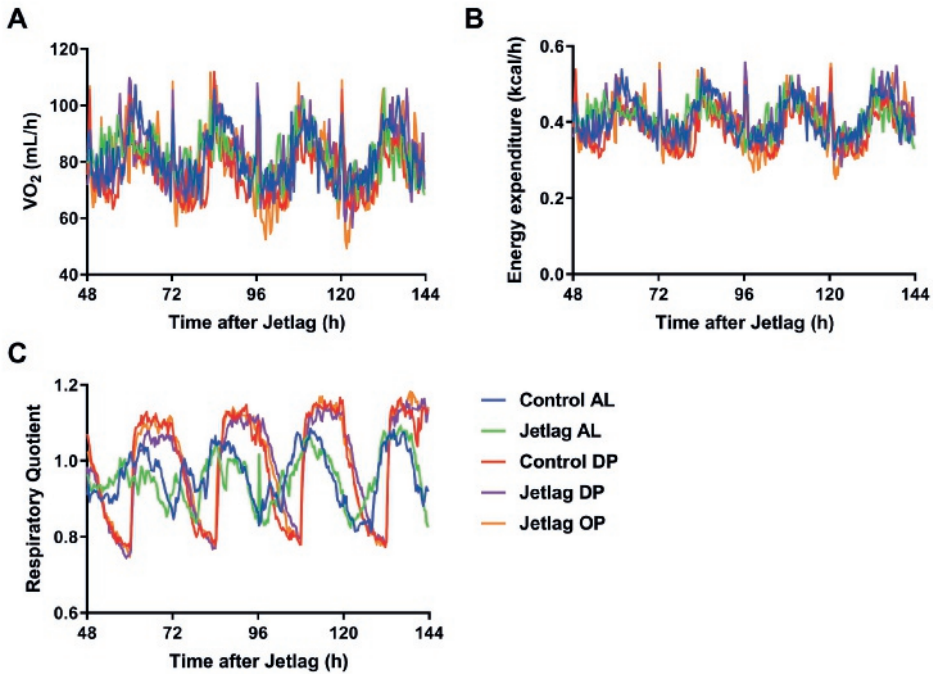 A
VO2 (mL/h)
120
100
80
60
40
48 72 96 120 144
Time after Jetlag (h)
B
Energy expenditure (kcal/h)
0.6
0.4
0.2
0.0
48 72 96 120 144
Time after Jetlag (h)
C
Respiratory Quotient
1.2
1.0
0.8
0.6
48 72 96 120 144
Time after Jetlag (h)
Control AL
Jetlag AL
Control DP
Jetlag DP
Jetlag OP